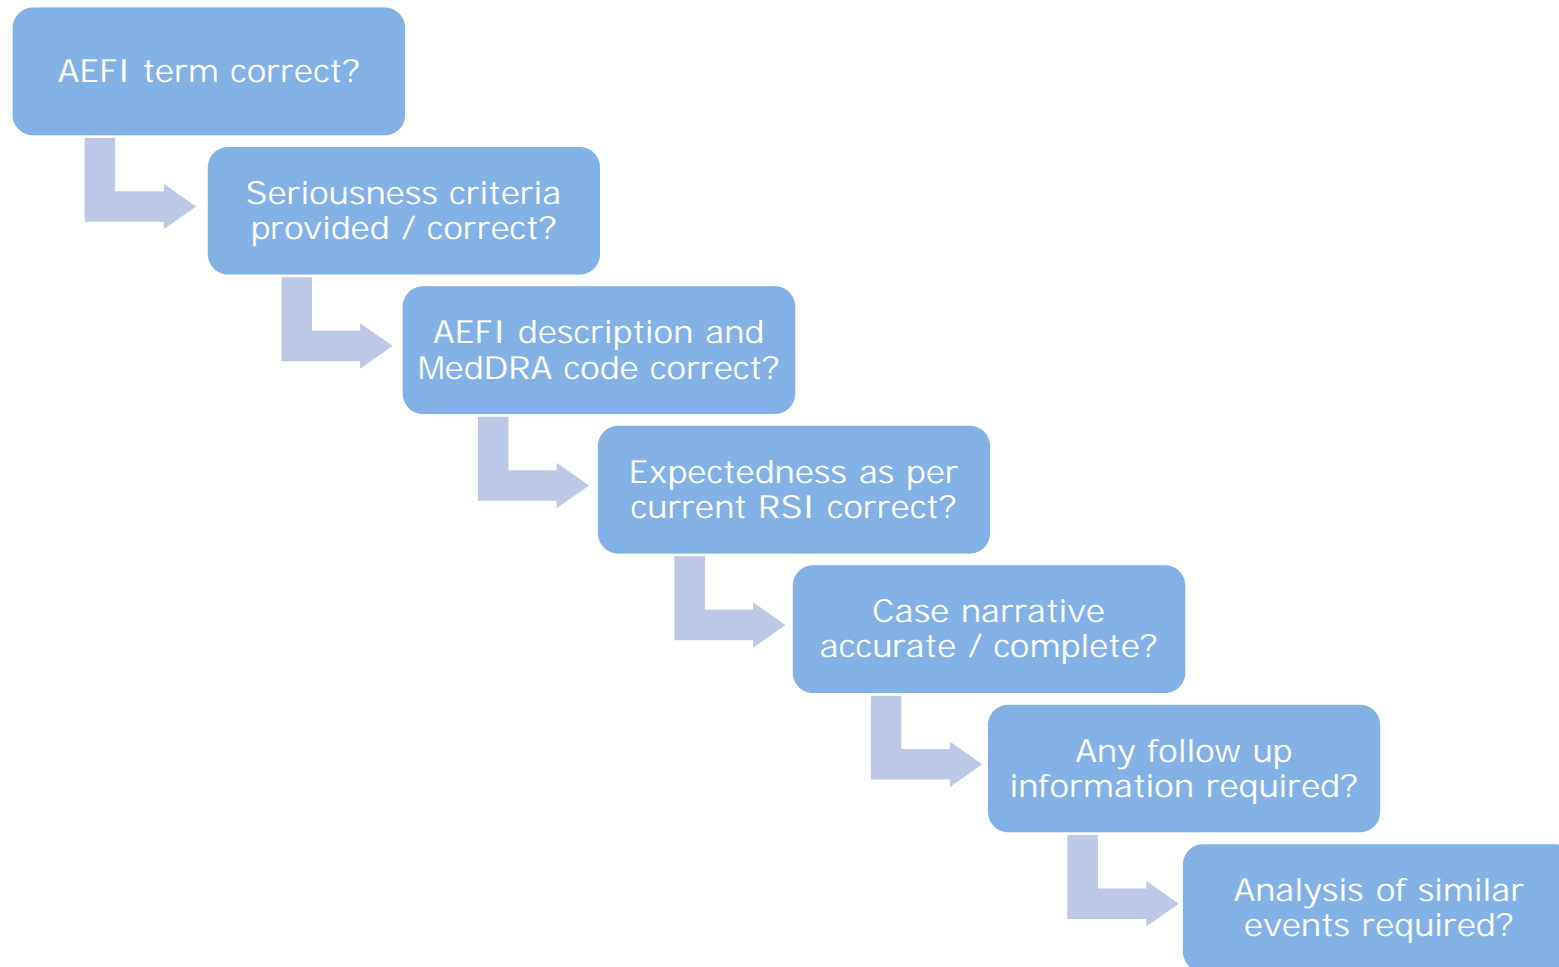 AEFI term correct?
Seriousness criteria
provided / correct?
AEFI description and
MedDRA code correct?
Expectedness as per
current RSI correct?
Case narrative
accurate / complete?
Any follow up
information required?
Analysis of similar
events required?